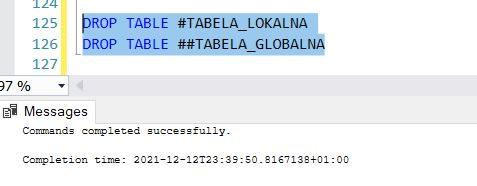 124
125 DROP TABLE #TABELA_LOKALNA
126 DROP TABLE ##TABELA_GLOBALNA
127
97 %
Messages
Commands completed successfully.
Completion time: 2021-12-12T23:39:50.8167138+01:00